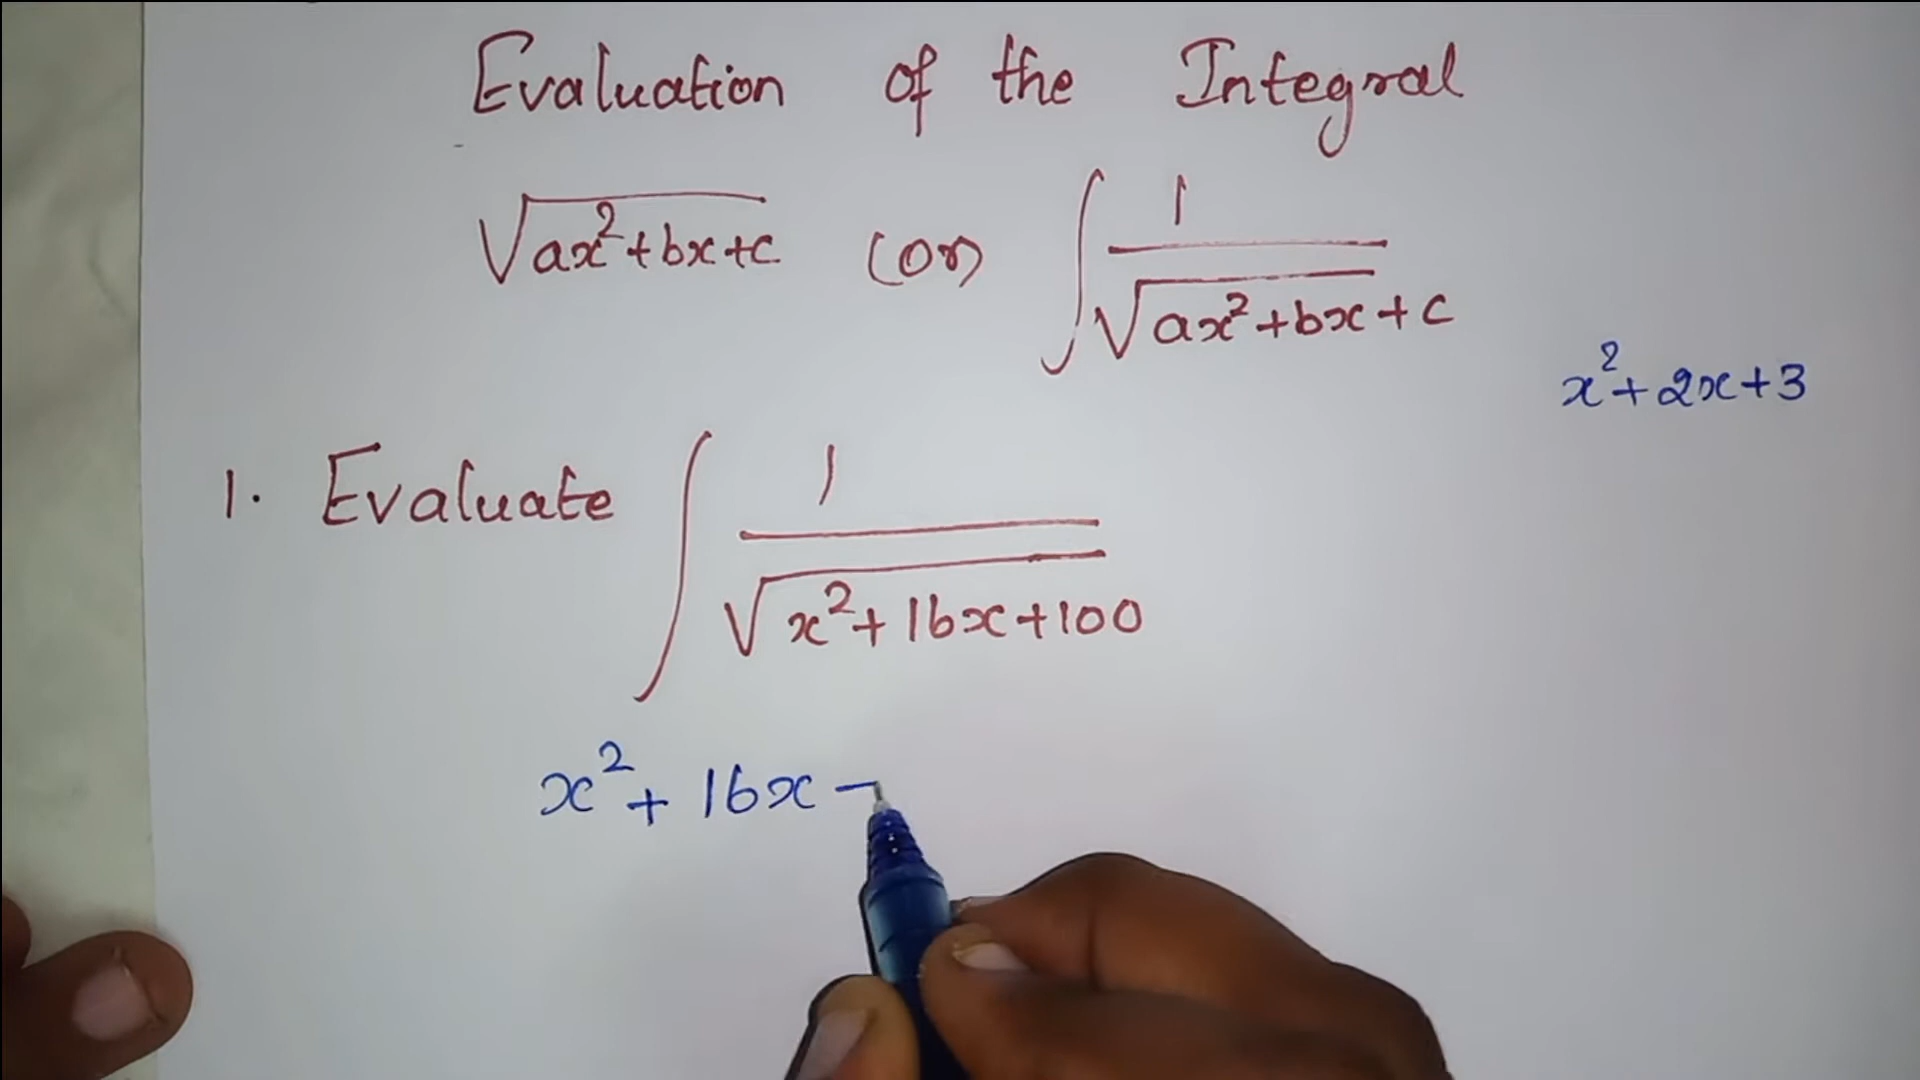 Evaluation of the Integral
√ax²+bx+c (or) ∫ 1/√ax²+bx+c
x²+2x+3
1. Evaluate ∫ 1/√x²+16x+100
x²+16x −